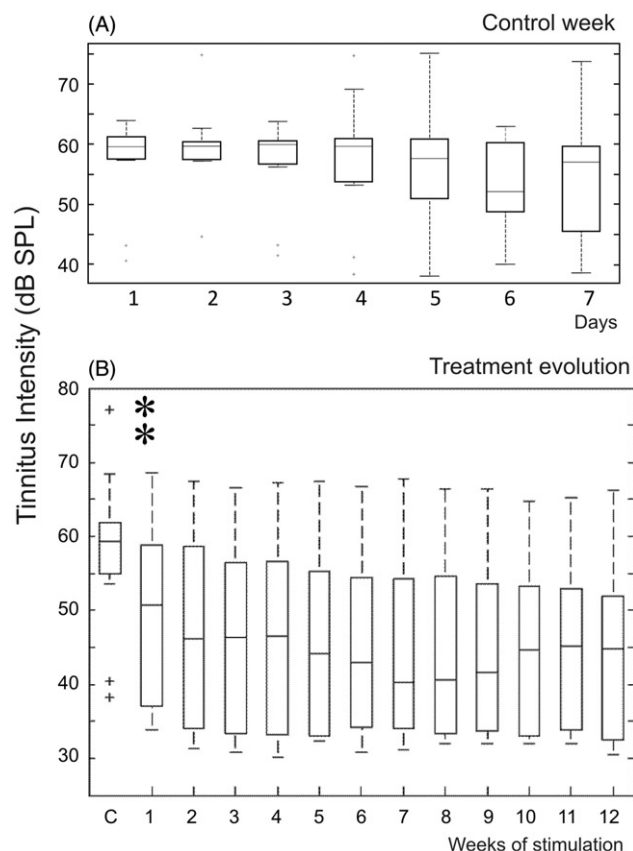 (A)
Control week
70
60
50
40
1 2 3 4 5 6 7
Days
Tinnitus Intensity (dB SPL)
(B)
Treatment evolution
80
**
70
60
50
40
30
C 1 2 3 4 5 6 7 8 9 10 11 12
Weeks of stimulation